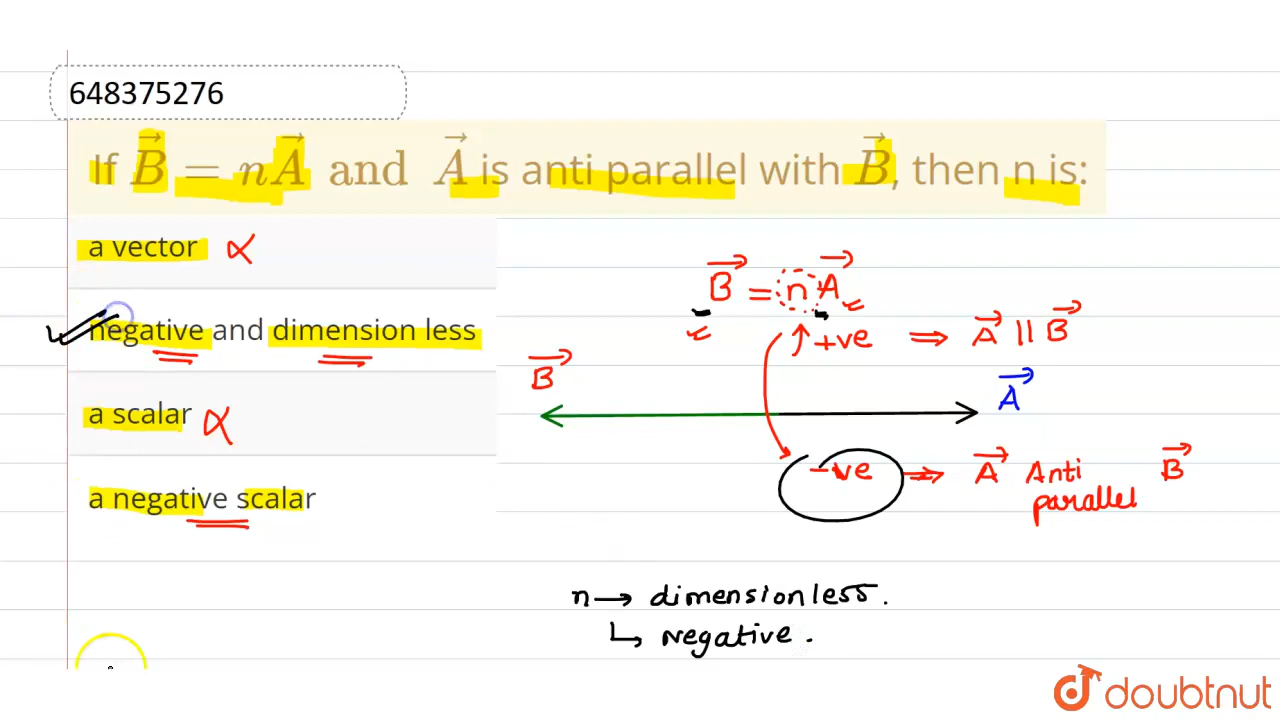 648375276
If B⃗ = nA⃗ and A⃗ is anti parallel with B⃗, then n is:
a vector
negative and dimension less
a scalar
a negative scalar
B⃗ = nA⃗
+ve ⇒ A⃗ || B⃗
B⃗
A⃗
-ve ⇒ A⃗ Anti parallel B⃗
n → dimensionless.
↳ Negative.
doubtnut